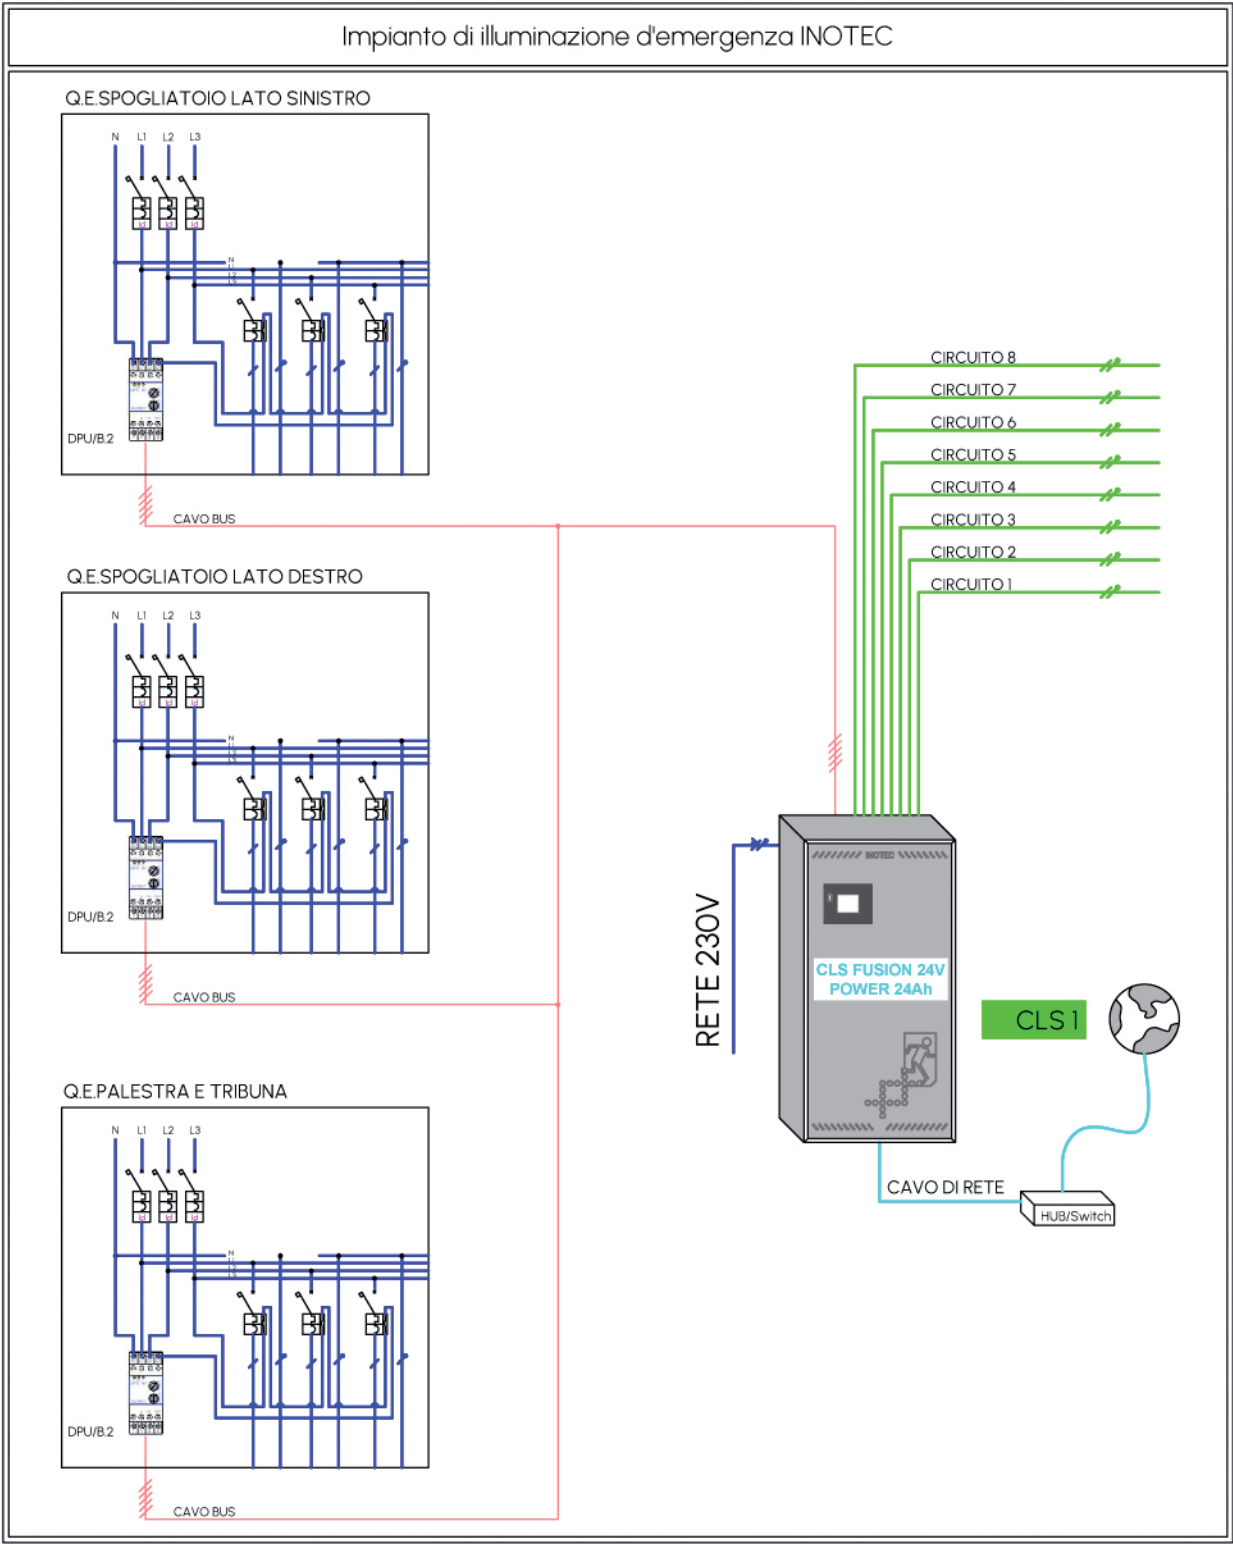 Impianto di illuminazione d'emergenza INOTEC
Q.E.SPOGLIATOIO LATO SINISTRO
N L1 L2 L3
N
DPU/B.2
CAVO BUS
Q.E.SPOGLIATOIO LATO DESTRO
N L1 L2 L3
N
DPU/B.2
CAVO BUS
Q.E.PALESTRA E TRIBUNA
N L1 L2 L3
N
DPU/B.2
CAVO BUS
CIRCUITO 8
CIRCUITO 7
CIRCUITO 6
CIRCUITO 5
CIRCUITO 4
CIRCUITO 3
CIRCUITO 2
CIRCUITO 1
RETE 230V
INOTEC
CLS FUSION 24V
POWER 24Ah
CLS 1
CAVO DI RETE
HUB/Switch